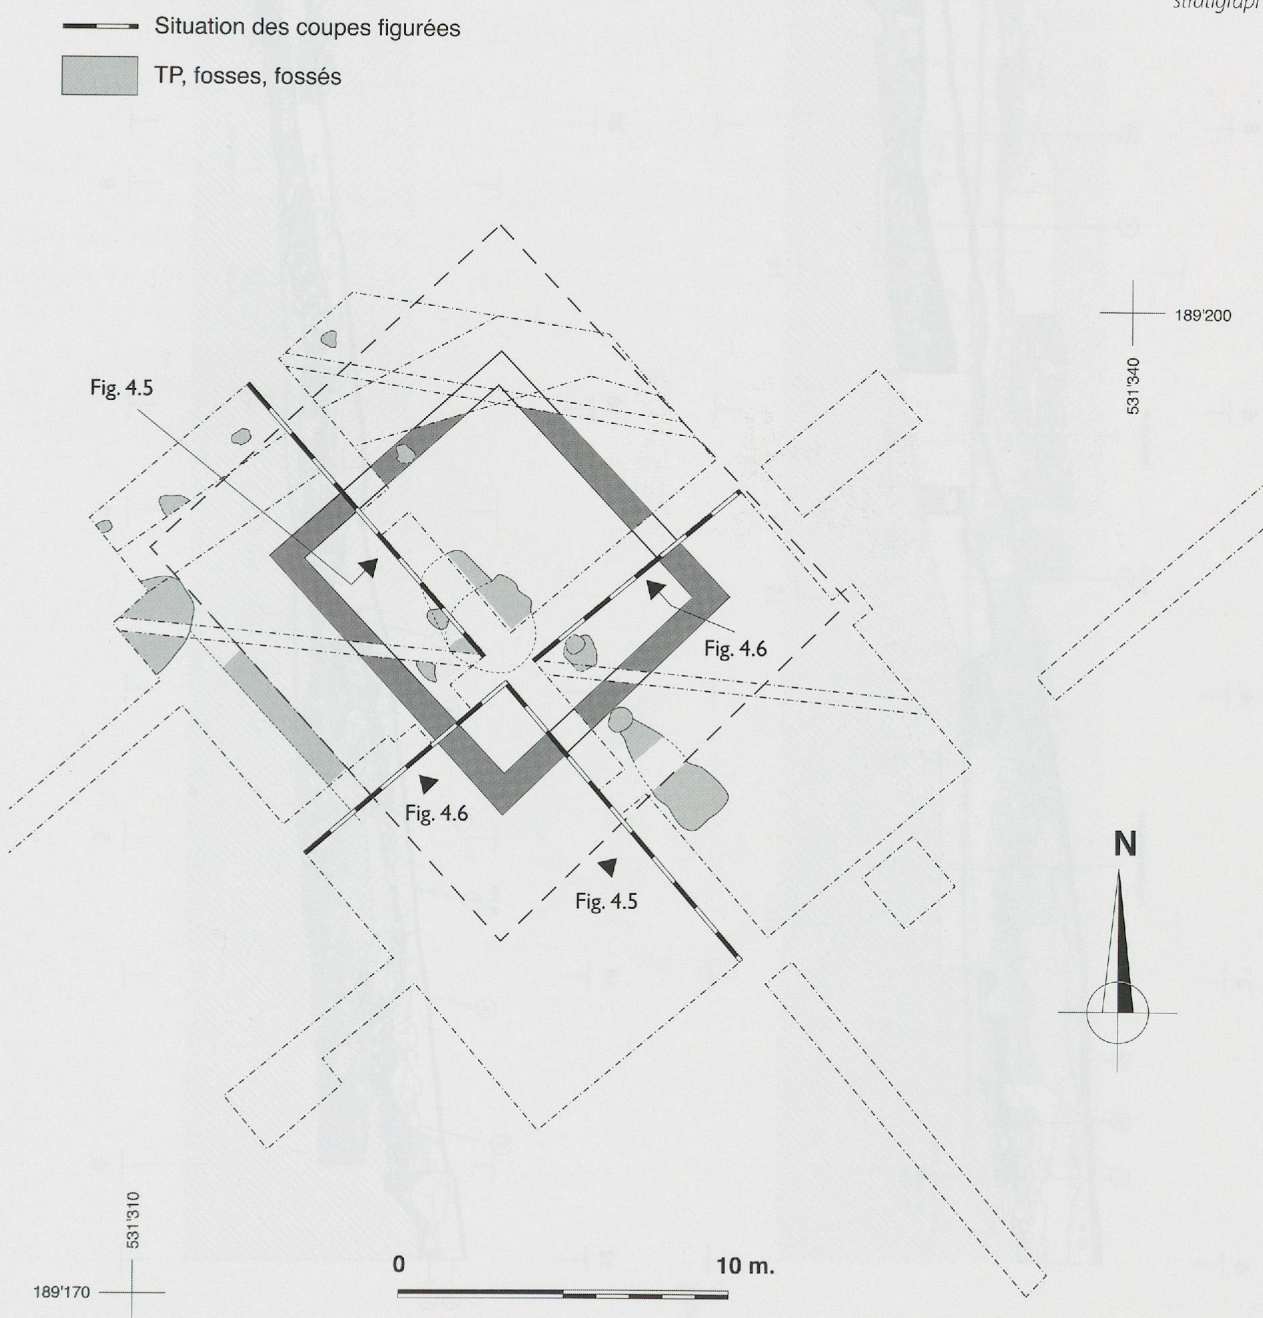 stratigraph
Situation des coupes figurées
TP, fosses, fossés
189'200
531'340
Fig. 4.5
Fig. 4.6
Fig. 4.6
Fig. 4.5
N
531'310
189'170
0 10 m.